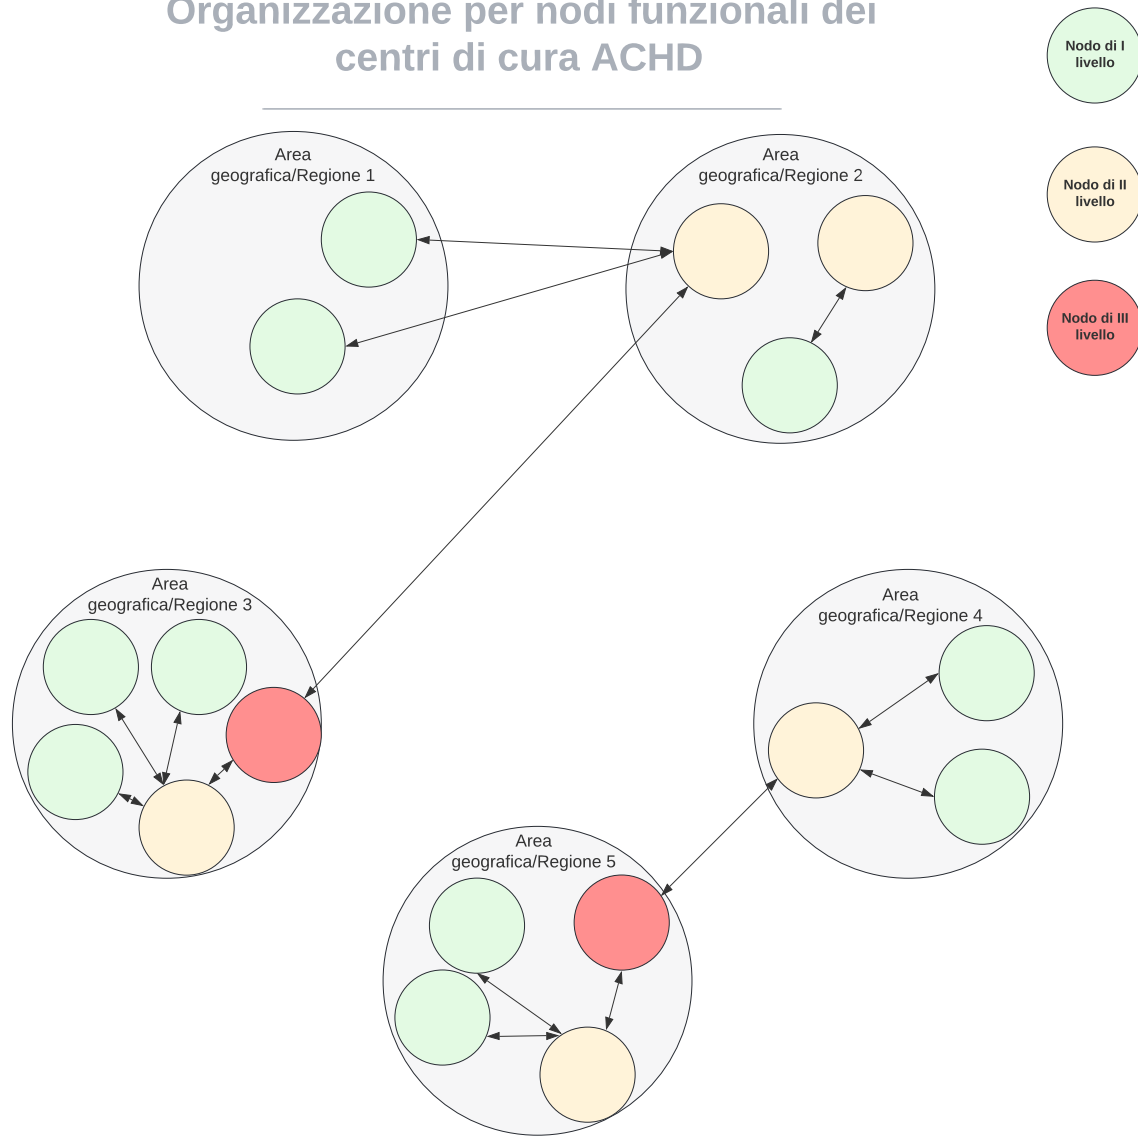 Organizzazione per nodi funzionali dei
centri di cura ACHD
Nodo di I
livello
Nodo di II
livello
Nodo di III
livello
Area
geografica/Regione 1
Area
geografica/Regione 2
Area
geografica/Regione 3
Area
geografica/Regione 4
Area
geografica/Regione 5